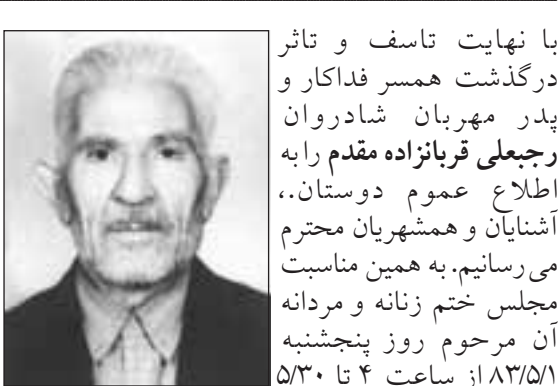 با نهایت تاسف و تاثر
درگذشت همسر فداکار و
پدر مهربان شادروان
رجبعلی قربانزاده مقدم رابه
اطلاع عموم دوستان.،
آشنایان و همشهریان محترم
می‌رسانیم. به همین مناسبت
مجلس ختم زنانه و مردانه
آن مرحوم روز پنجشنبه
۸۳/۵/۱ از ساعت ۴ تا ۵/۳۰